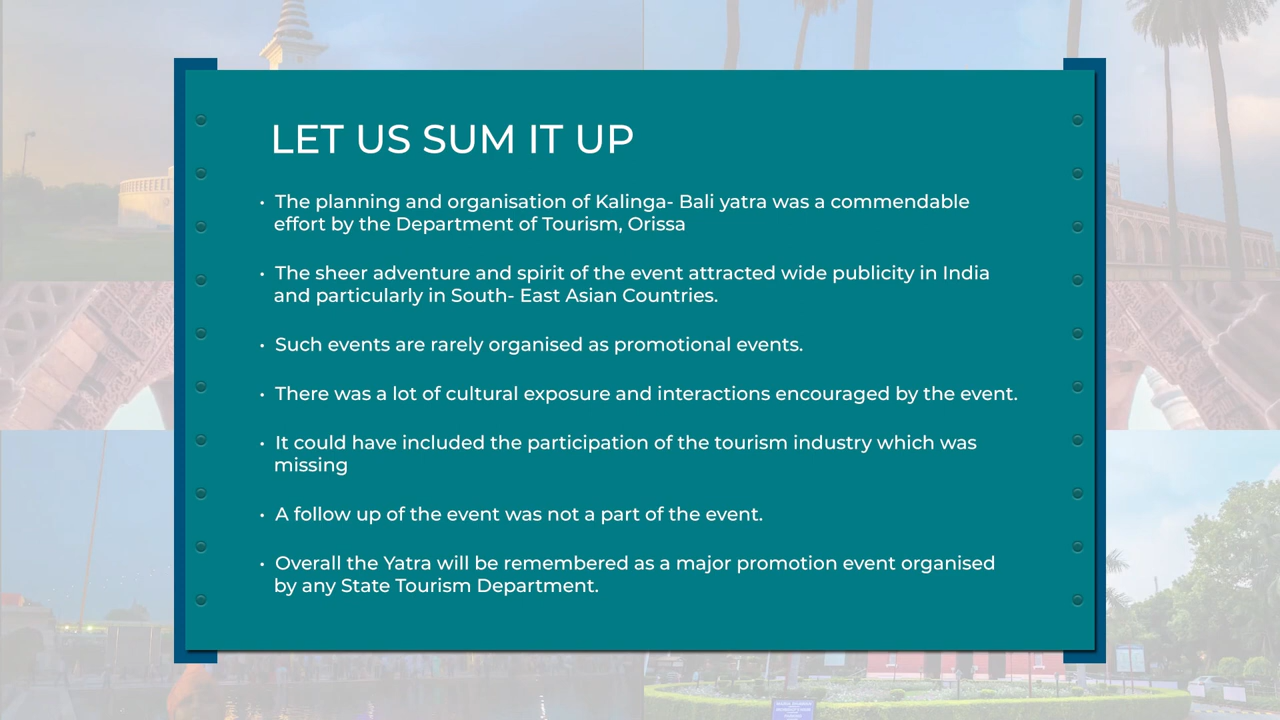 LET US SUM IT UP
• The planning and organisation of Kalinga- Bali yatra was a commendable
effort by the Department of Tourism, Orissa
• The sheer adventure and spirit of the event attracted wide publicity in India
and particularly in South- East Asian Countries.
• Such events are rarely organised as promotional events.
• There was a lot of cultural exposure and interactions encouraged by the event.
• It could have included the participation of the tourism industry which was
missing
• A follow up of the event was not a part of the event.
• Overall the Yatra will be remembered as a major promotion event organised
by any State Tourism Department.